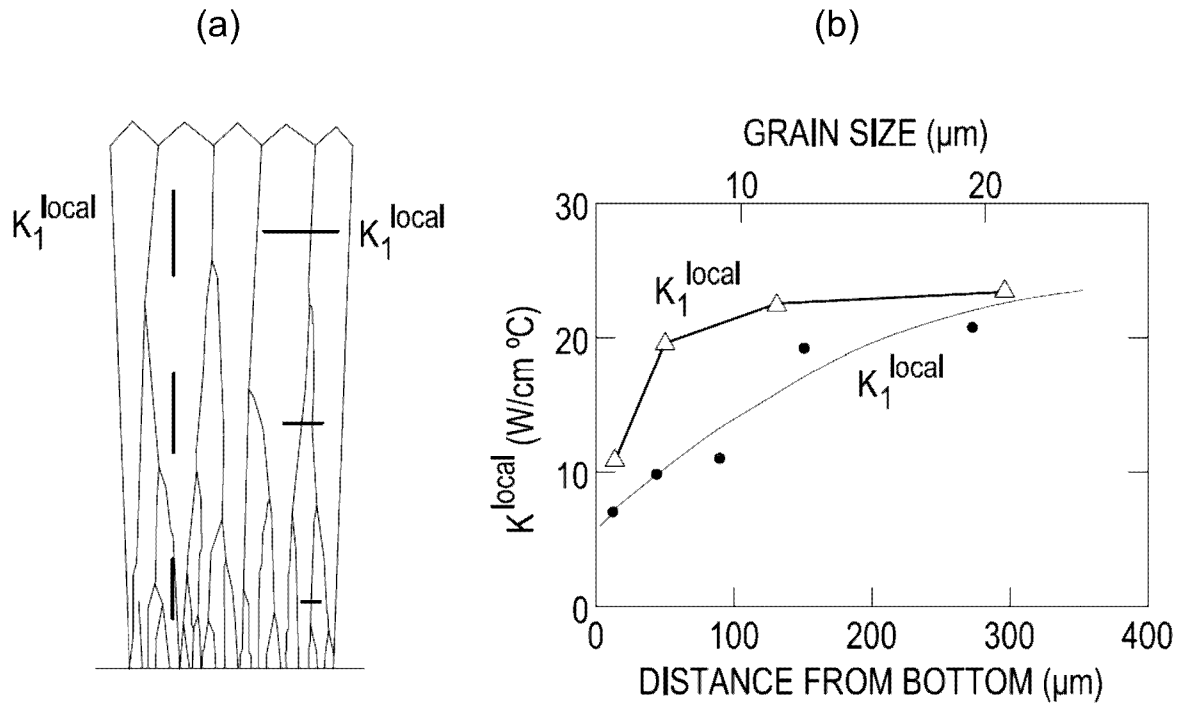 (a)
K₁ˡᵒᶜᵃˡ
K₁ˡᵒᶜᵃˡ
(b)
GRAIN SIZE (µm)
10 20
30
20
10
0
K₁ˡᵒᶜᵃˡ
K₁ˡᵒᶜᵃˡ
Kˡᵒᶜᵃˡ (W/cm ºC)
0 100 200 300 400
DISTANCE FROM BOTTOM (µm)